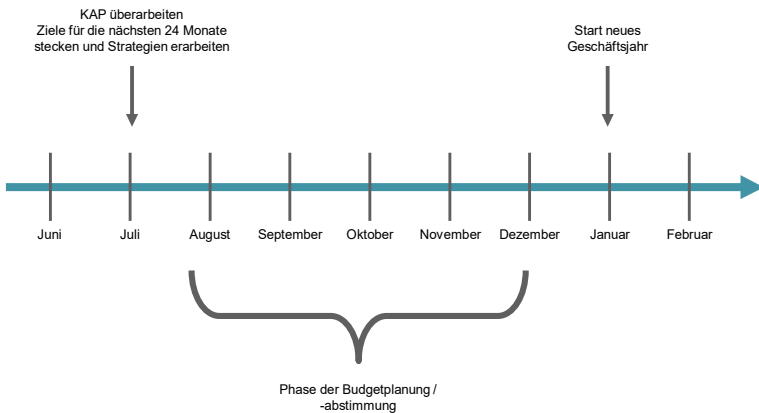 KAP überarbeiten
Ziele für die nächsten 24 Monate
stecken und Strategien erarbeiten
Start neues
Geschäftsjahr
Juni
Juli
August
September
Oktober
November
Dezember
Januar
Februar
Phase der Budgetplanung /
-abstimmung